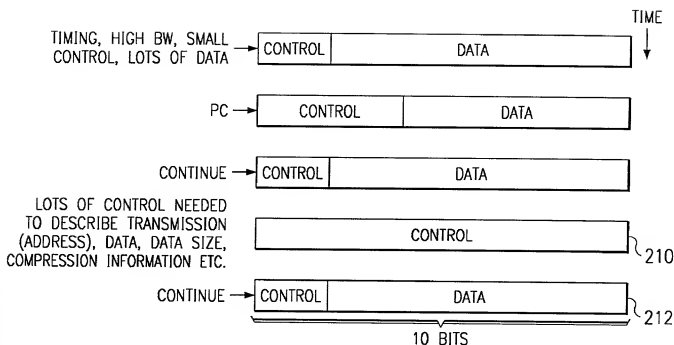 TIME
TIMING, HIGH BW, SMALL
CONTROL, LOTS OF DATA
CONTROL
DATA
PC
CONTROL
DATA
CONTINUE
CONTROL
DATA
LOTS OF CONTROL NEEDED
TO DESCRIBE TRANSMISSION
(ADDRESS), DATA, DATA SIZE,
COMPRESSION INFORMATION ETC.
CONTROL
210
CONTINUE
CONTROL
DATA
212
10 BITS